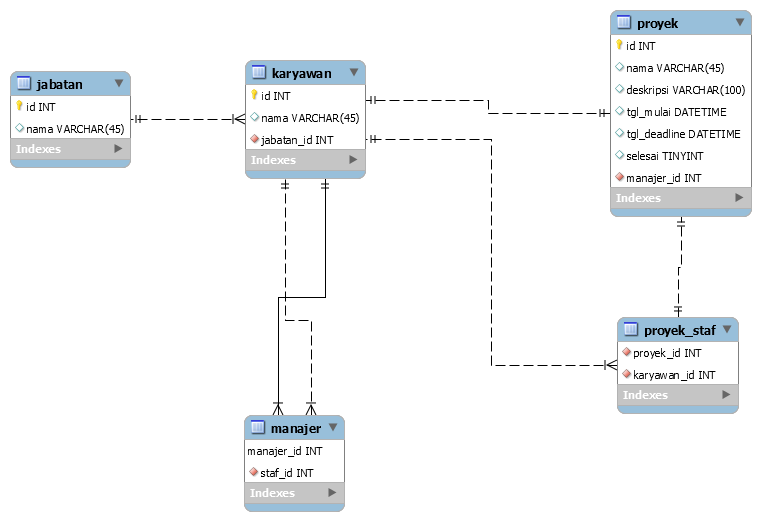 jabatan
id INT
nama VARCHAR(45)
Indexes
karyawan
id INT
nama VARCHAR(45)
jabatan_id INT
Indexes
proyek
id INT
nama VARCHAR(45)
deskripsi VARCHAR(100)
tgl_mulai DATETIME
tgl_deadline DATETIME
selesai TINYINT
manajer_id INT
Indexes
proyek_staf
proyek_id INT
karyawan_id INT
Indexes
manajer
manajer_id INT
staf_id INT
Indexes